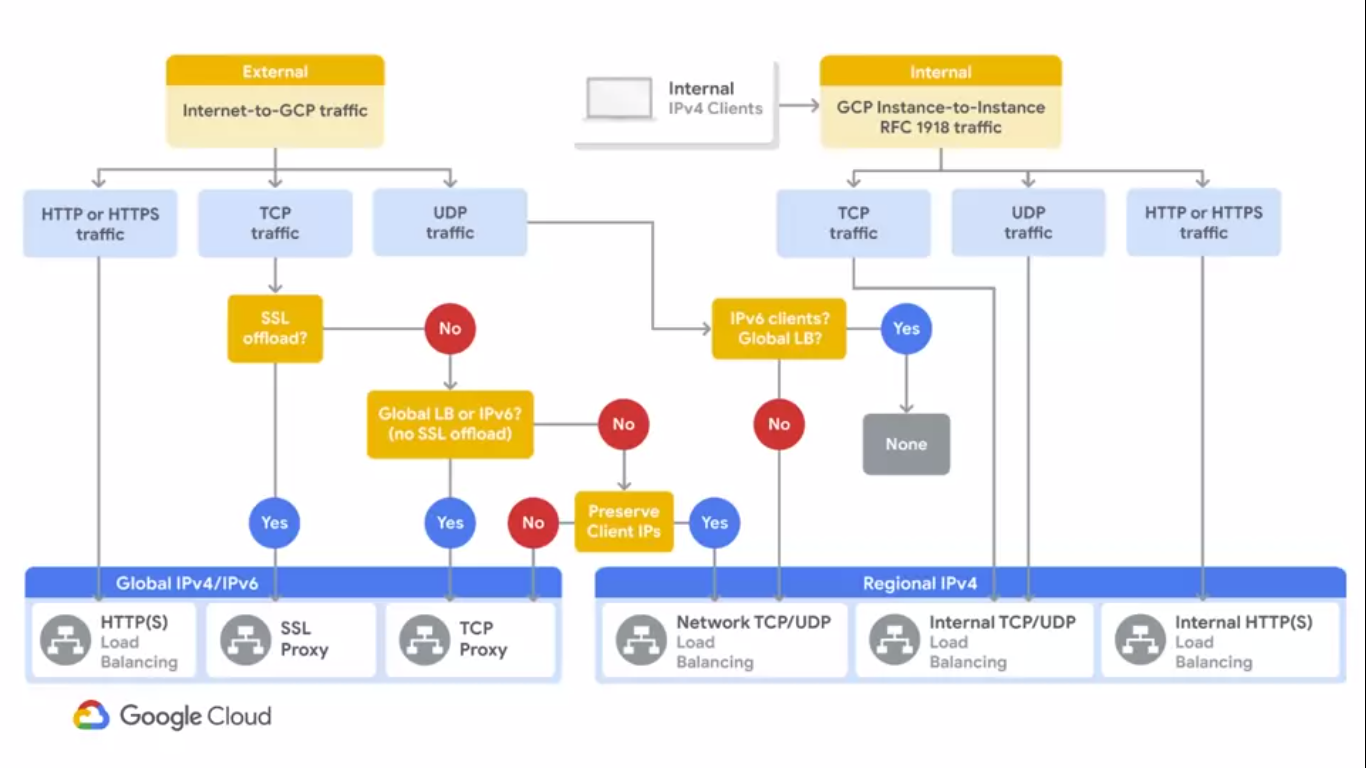 External
Internet-to-GCP traffic
Internal
IPv4 Clients
Internal
GCP Instance-to-Instance
RFC 1918 traffic
HTTP or HTTPS
traffic
TCP
traffic
UDP
traffic
TCP
traffic
UDP
traffic
HTTP or HTTPS
traffic
SSL
offload?
No
IPv6 clients?
Global LB?
Yes
Global LB or IPv6?
(no SSL offload)
No
No
None
Yes
Yes
No
Preserve
Client IPs
Yes
Global IPv4/IPv6
HTTP(S)
Load
Balancing
SSL
Proxy
TCP
Proxy
Regional IPv4
Network TCP/UDP
Load
Balancing
Internal TCP/UDP
Load
Balancing
Internal HTTP(S)
Load
Balancing
Google Cloud